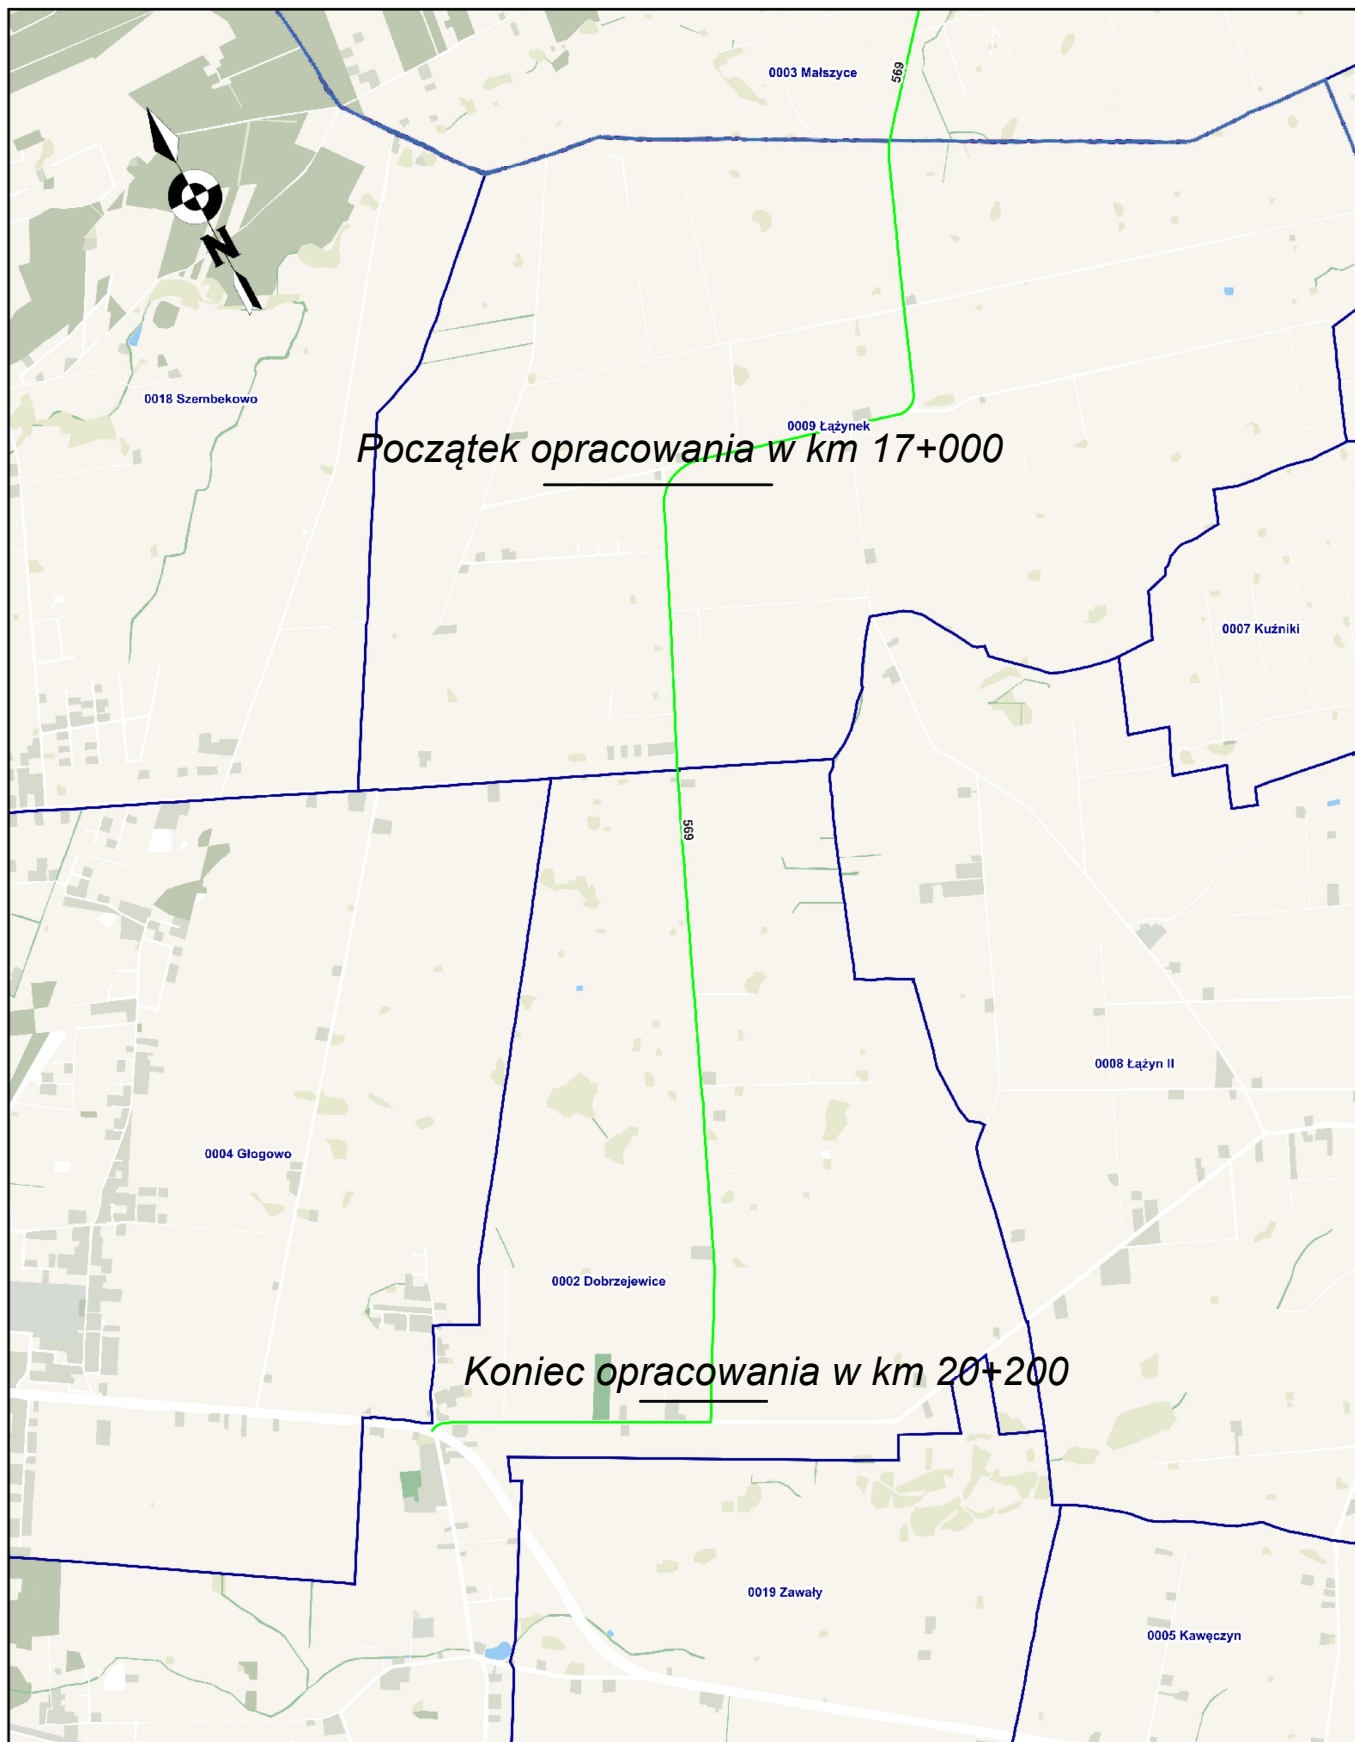 0003 Małszyce
569
N
0018 Szembekowo
0009 Łążynek
Początek opracowania w km 17+000
0007 Kuźniki
569
0008 Łążyn II
0004 Głogowo
0002 Dobrzejewice
Koniec opracowania w km 20+200
0019 Zawały
0005 Kawęczyn